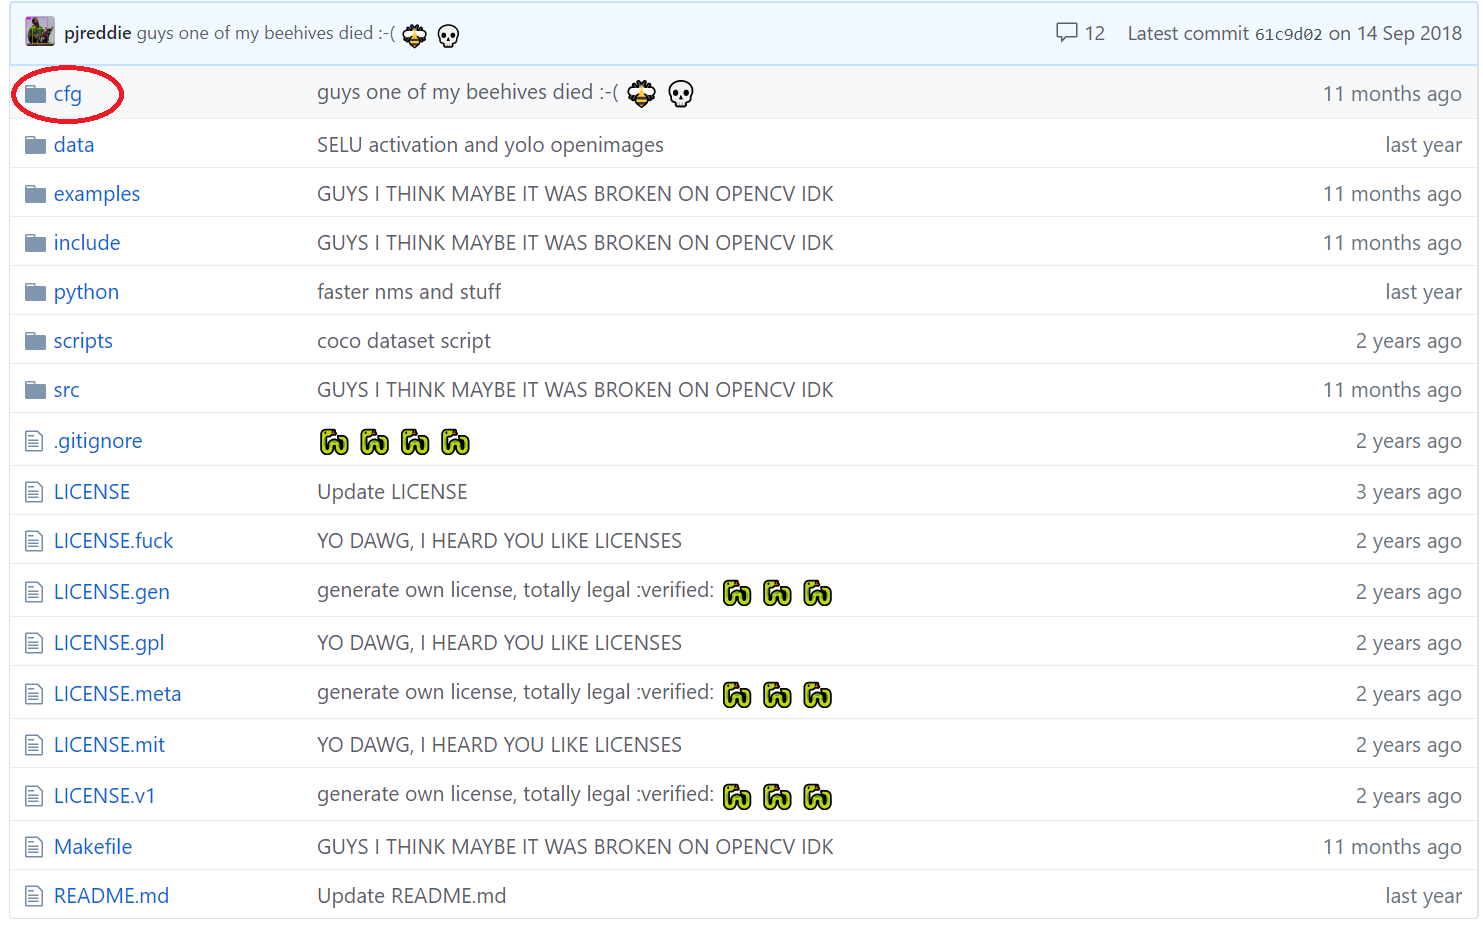 pjreddie guys one of my beehives died :-( 12 Latest commit 61c9d02 on 14 Sep 2018
cfg guys one of my beehives died :-( 11 months ago
data SELU activation and yolo openimages last year
examples GUYS I THINK MAYBE IT WAS BROKEN ON OPENCV IDK 11 months ago
include GUYS I THINK MAYBE IT WAS BROKEN ON OPENCV IDK 11 months ago
python faster nms and stuff last year
scripts coco dataset script 2 years ago
src GUYS I THINK MAYBE IT WAS BROKEN ON OPENCV IDK 11 months ago
.gitignore 2 years ago
LICENSE Update LICENSE 3 years ago
LICENSE.fuck YO DAWG, I HEARD YOU LIKE LICENSES 2 years ago
LICENSE.gen generate own license, totally legal :verified: 2 years ago
LICENSE.gpl YO DAWG, I HEARD YOU LIKE LICENSES 2 years ago
LICENSE.meta generate own license, totally legal :verified: 2 years ago
LICENSE.mit YO DAWG, I HEARD YOU LIKE LICENSES 2 years ago
LICENSE.v1 generate own license, totally legal :verified: 2 years ago
Makefile GUYS I THINK MAYBE IT WAS BROKEN ON OPENCV IDK 11 months ago
README.md Update README.md last year